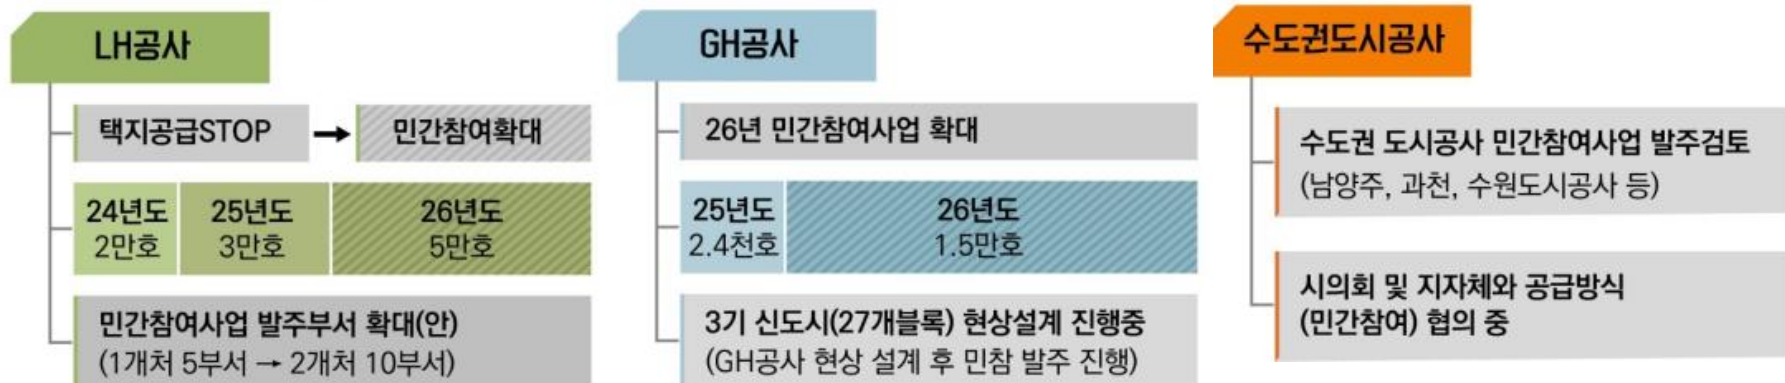 LH공사
택지공급STOP → 민간참여확대
24년도 25년도 26년도
2만호 3만호 5만호
민간참여사업 발주부서 확대(안)
(1개처 5부서 → 2개처 10부서)
GH공사
26년 민간참여사업 확대
25년도 26년도
2.4천호 1.5만호
3기 신도시(27개블록) 현상설계 진행중
(GH공사 현상 설계 후 민참 발주 진행)
수도권도시공사
수도권 도시공사 민간참여사업 발주검토
(남양주, 과천, 수원도시공사 등)
시의회 및 지자체와 공급방식
(민간참여) 협의 중